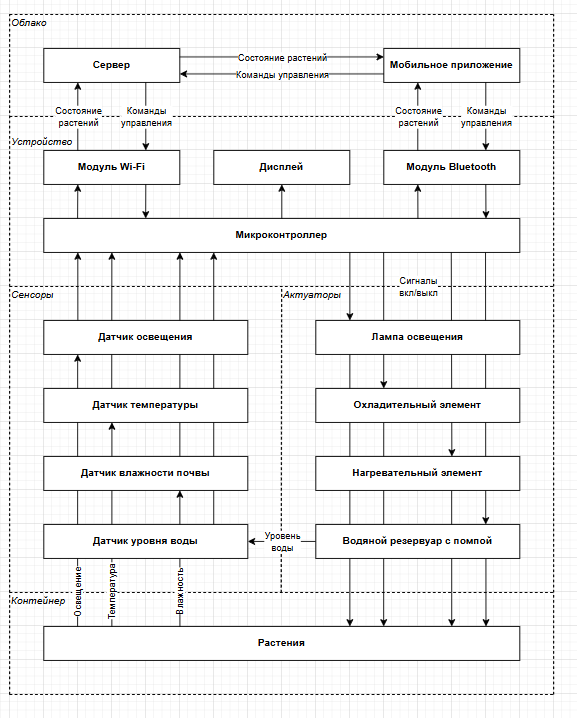 Облако
Сервер
Состояние растений
Команды управления
Мобильное приложение
Состояние
растений
Команды
управления
Состояние
растений
Команды
управления
Устройство
Модуль Wi-Fi
Дисплей
Модуль Bluetooth
Микроконтроллер
Сенсоры
Актуаторы
Сигналы
вкл/выкл
Датчик освещения
Лампа освещения
Датчик температуры
Охладительный элемент
Датчик влажности почвы
Нагревательный элемент
Датчик уровня воды
Уровень
воды
Водяной резервуар с помпой
Освещение
Температура
Влажность
Контейнер
Растения